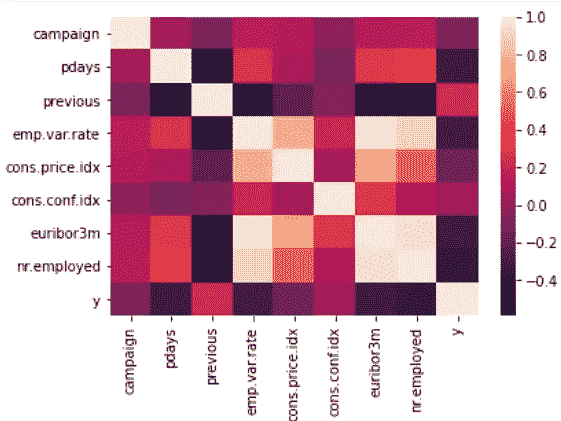 campaign
pdays
previous
emp.var.rate
cons.price.idx
cons.conf.idx
euribor3m
nr.employed
y
campaign
pdays
previous
emp.var.rate
cons.price.idx
cons.conf.idx
euribor3m
nr.employed
y
1.0
0.8
0.6
0.4
0.2
0.0
−0.2
−0.4